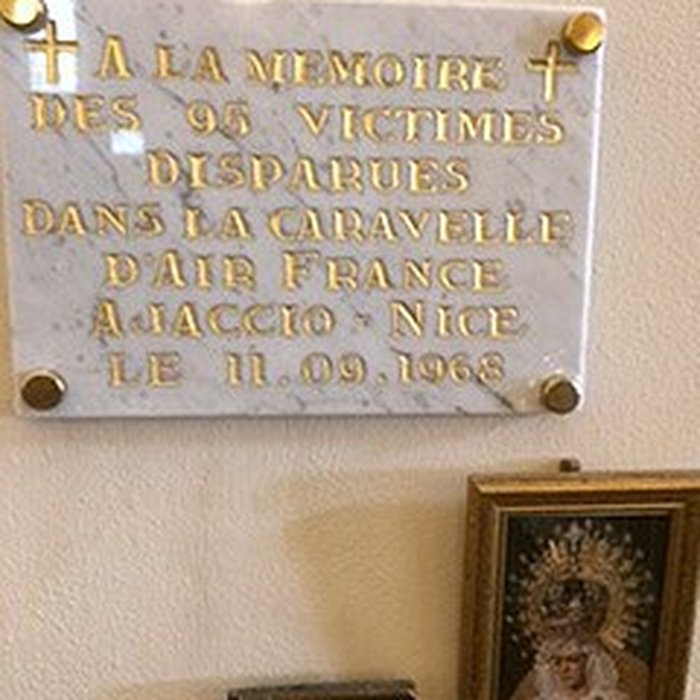 ✝ A LA MEMOIRE ✝
DES 95 VICTIMES
DISPARUES
DANS LA CARAVELLE
D'AIR FRANCE
AJACCIO - NICE
LE 11.09.1968